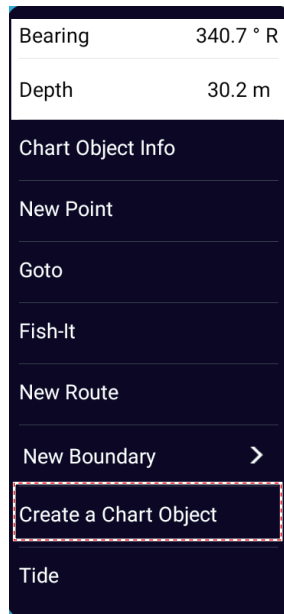 Bearing 340.7 ° R
Depth 30.2 m
Chart Object Info
New Point
Goto
Fish-It
New Route
New Boundary
Create a Chart Object
Tide